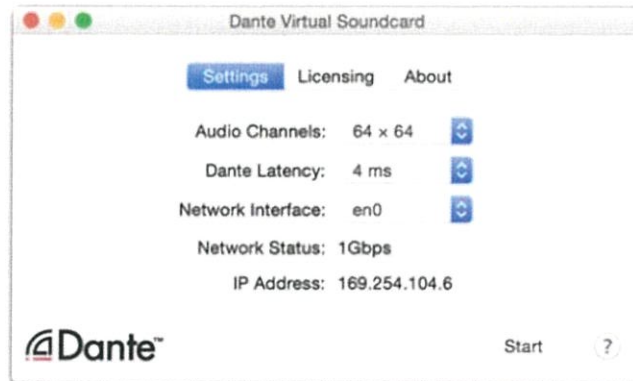 Dante Virtual Soundcard
Settings Licensing About
Audio Channels: 64 × 64
Dante Latency: 4 ms
Network Interface: en0
Network Status: 1Gbps
IP Address: 169.254.104.6
Dante™ Start ?